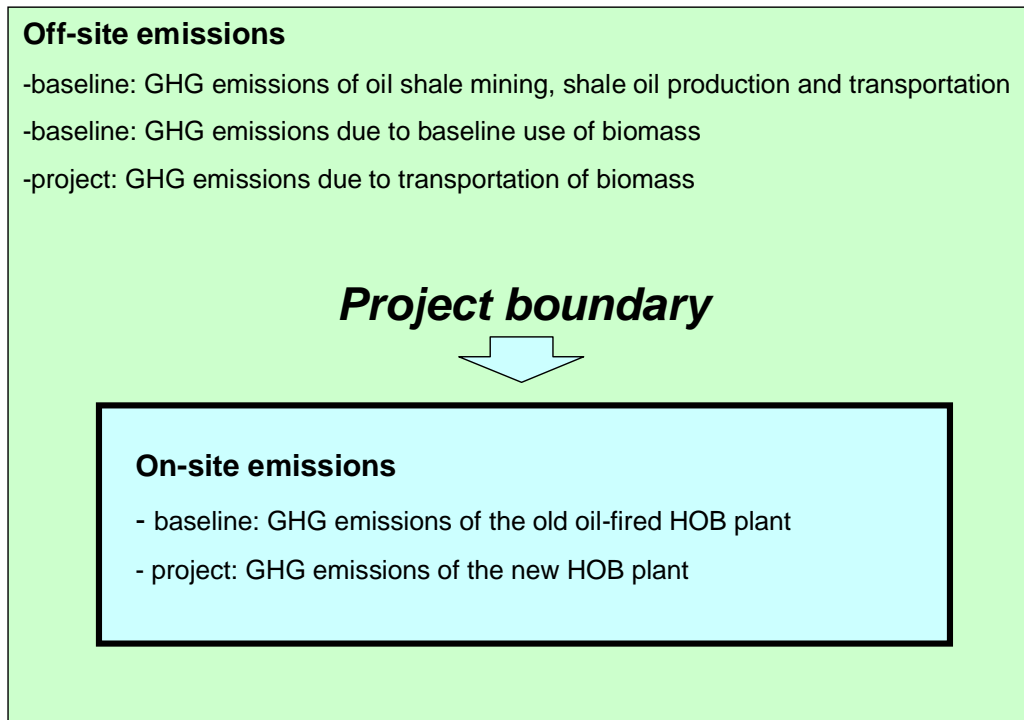 Off-site emissions
-baseline: GHG emissions of oil shale mining, shale oil production and transportation
-baseline: GHG emissions due to baseline use of biomass
-project: GHG emissions due to transportation of biomass
Project boundary
On-site emissions
- baseline: GHG emissions of the old oil-fired HOB plant
- project: GHG emissions of the new HOB plant